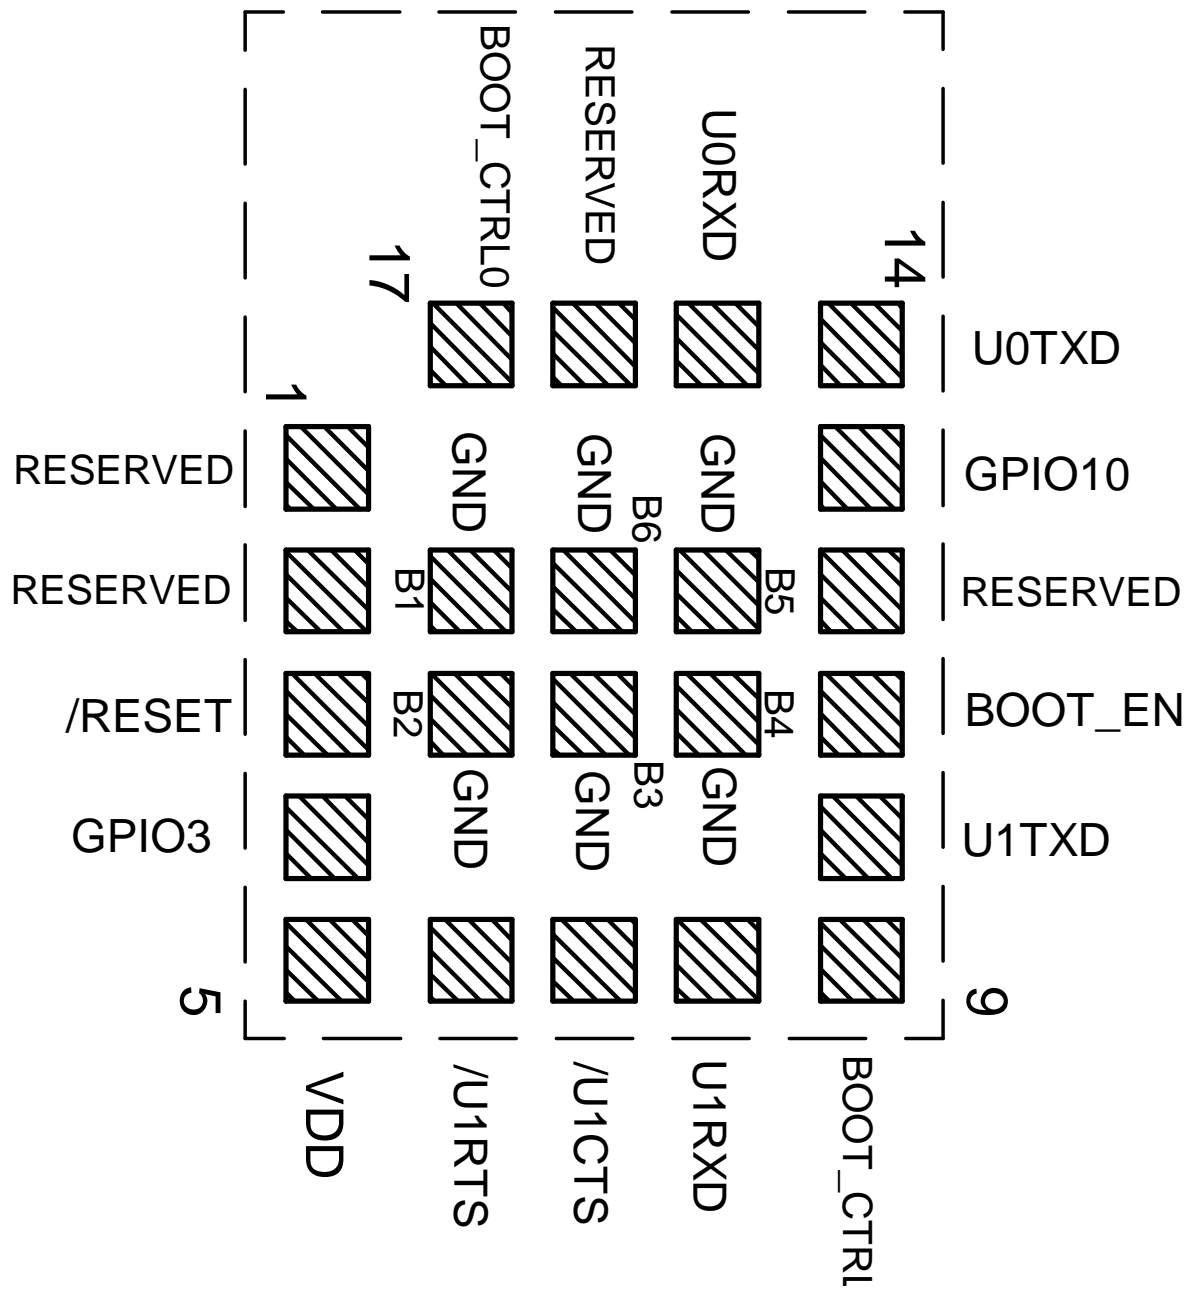 BOOT_CTRL0
RESERVED
U0RXD
17
14
U0TXD
1
RESERVED
GND
GND
GND
GPIO10
B6
RESERVED
B1
B5
RESERVED
/RESET
B2
B4
BOOT_EN
B3
GPIO3
GND
GND
GND
U1TXD
5
9
VDD
/U1RTS
/U1CTS
U1RXD
BOOT_CTRL